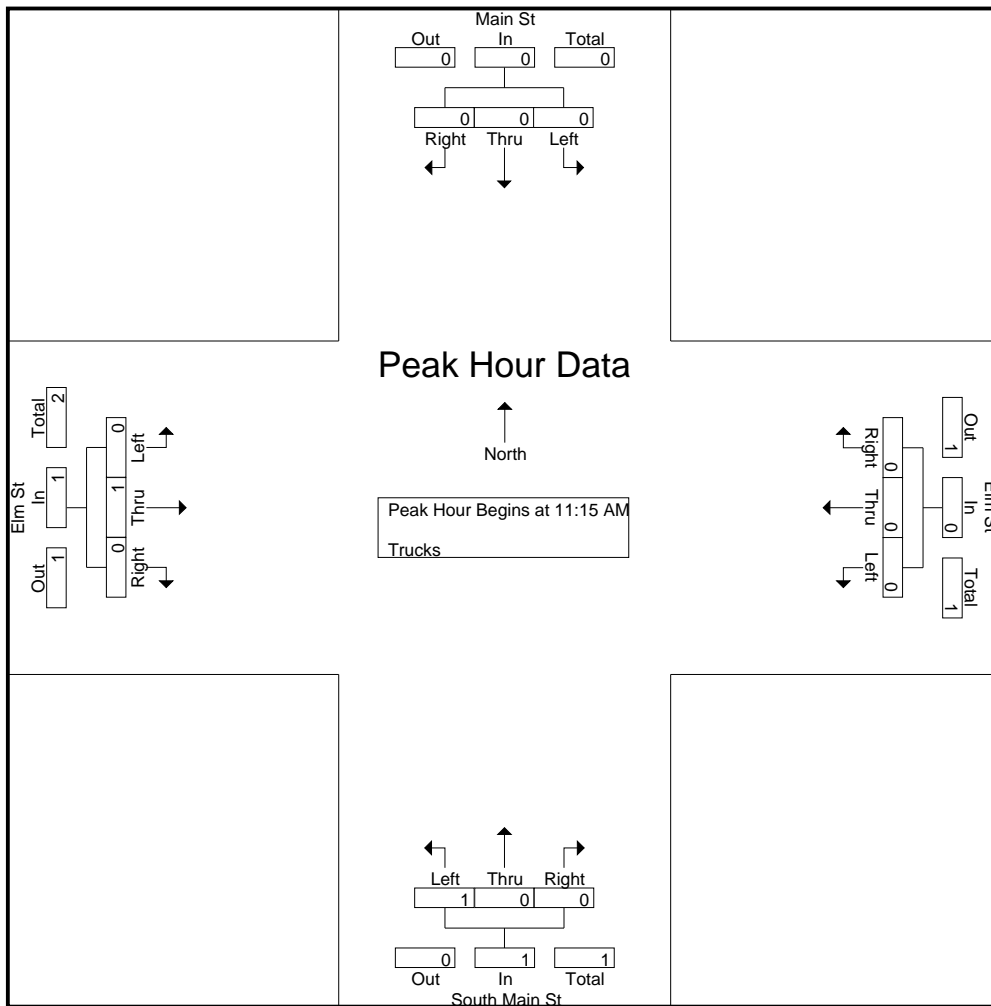 Main St
Out In Total
0 0 0
0 0 0
Right Thru Left
Peak Hour Data
North
Peak Hour Begins at 11:15 AM
Trucks
Elm St
Total In Out
2 1 1
Left Thru Right
0 1 0
Elm St
Out In Total
1 0 1
Right Thru Left
0 0 0
Left Thru Right
1 0 0
0 1 1
Out In Total
South Main St